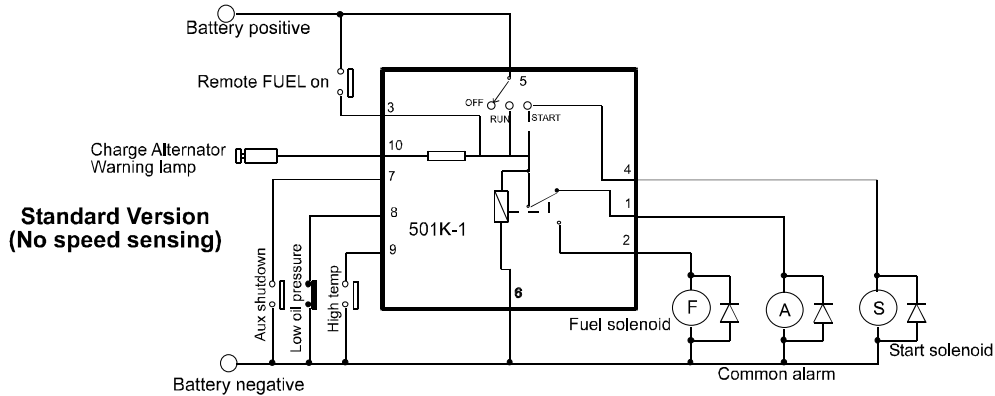 Battery positive
Remote FUEL on
5
OFF
RUN
START
3
10
Charge Alternator
Warning lamp
7
4
Standard Version
(No speed sensing)
8
1
501K-1
9
2
6
Aux shutdown
Low oil pressure
High temp
F
A
S
Fuel solenoid
Start solenoid
Common alarm
Battery negative